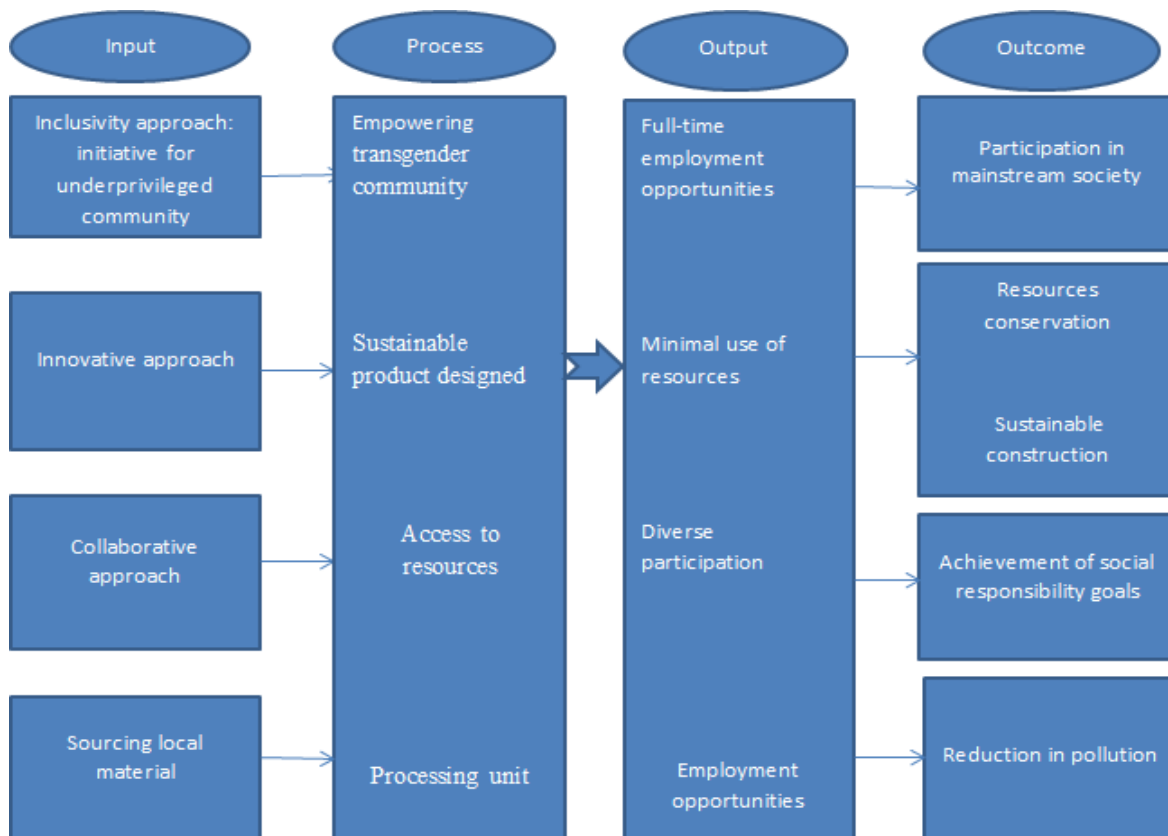 Input
Process
Output
Outcome
Inclusivity approach:
initiative for
underprivileged
community
Empowering
transgender
community
Full-time
employment
opportunities
Participation in
mainstream society
Innovative approach
Sustainable
product designed
Minimal use of
resources
Resources
conservation
Sustainable
construction
Collaborative
approach
Access to
resources
Diverse
participation
Achievement of social
responsibility goals
Sourcing local
material
Processing unit
Employment
opportunities
Reduction in pollution